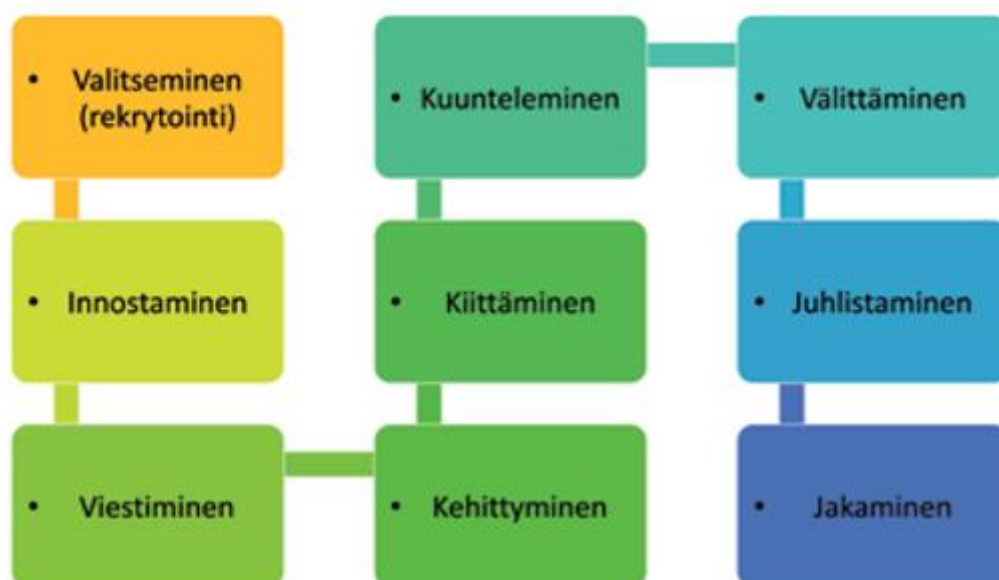 • Valitseminen
(rekrytointi)
• Innostaminen
• Viestiminen
• Kehittyminen
• Kiittäminen
• Kuunteleminen
• Välittäminen
• Juhlistaminen
• Jakaminen